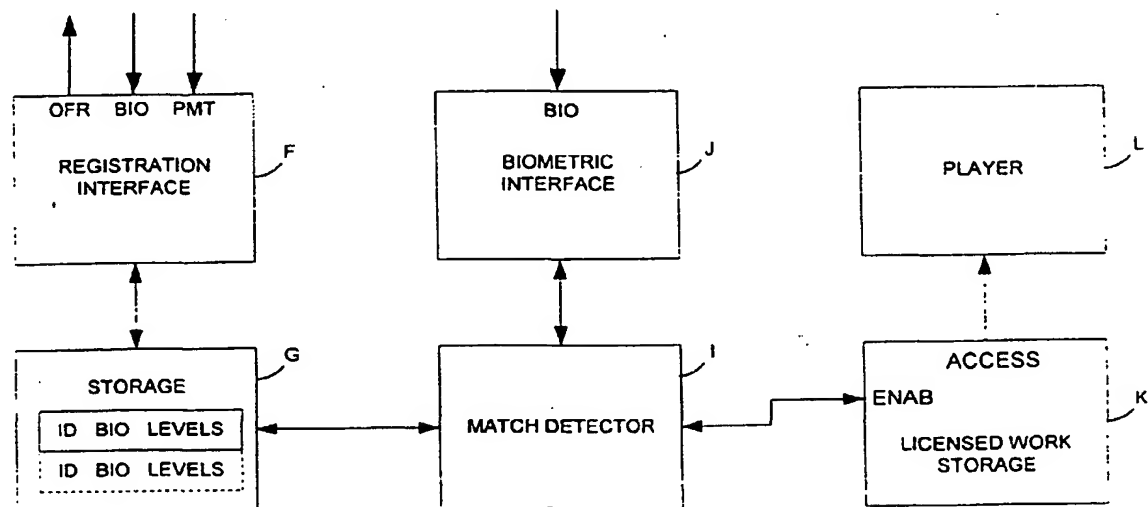 OFR BIO PMT
REGISTRATION
INTERFACE
F
BIO
BIOMETRIC
INTERFACE
J
PLAYER
L
STORAGE
ID BIO LEVELS
ID BIO LEVELS
G
MATCH DETECTOR
I
ACCESS
ENAB
LICENSED WORK
STORAGE
K